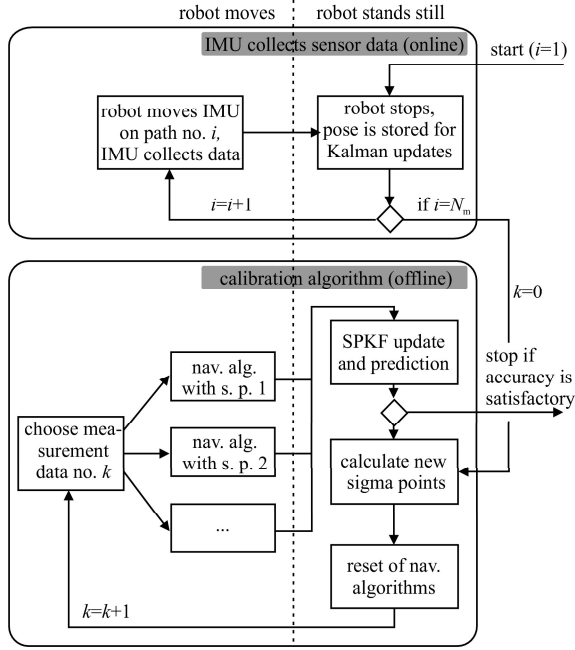 robot moves
robot stands still
IMU collects sensor data (online)
start (i=1)
robot moves IMU
on path no. i,
IMU collects data
robot stops,
pose is stored for
Kalman updates
i=i+1
if i=Nm
k=0
calibration algorithm (offline)
SPKF update
and prediction
stop if
accuracy is
satisfactory
nav. alg.
with s. p. 1
choose mea-
surement
data no. k
nav. alg.
with s. p. 2
calculate new
sigma points
...
reset of nav.
algorithms
k=k+1